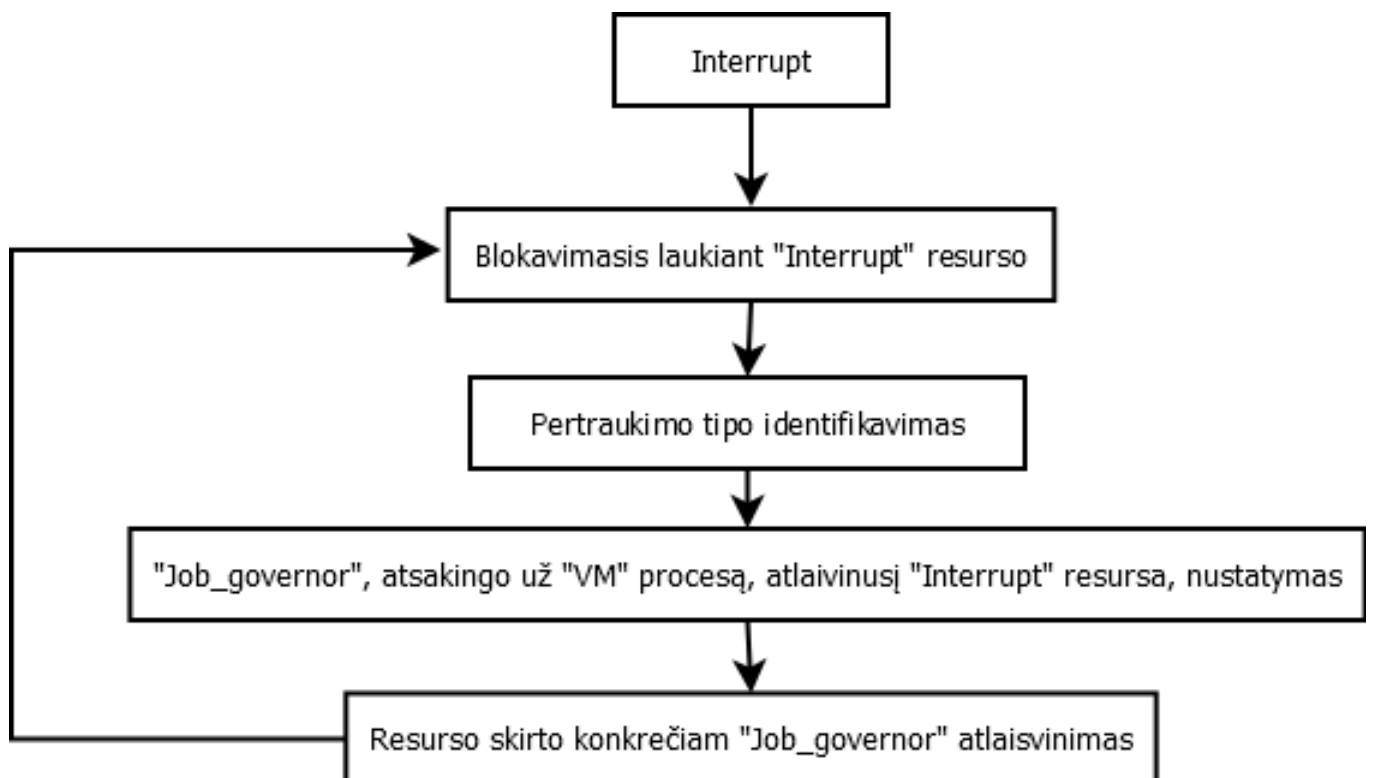 Interrupt
Blokavimasis laukiant "Interrupt" resurso
Pertraukimo tipo identifikavimas
"Job_governor", atsakingo už "VM" procesą, atlaivinusį "Interrupt" resursa, nustatymas
Resurso skirto konkrečiam "Job_governor" atlaisvinimas